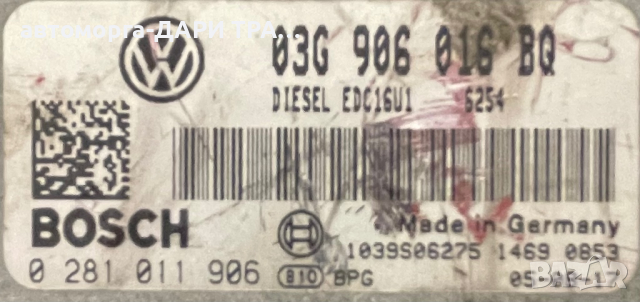 автоморга-ДАРИ ТРА...
03G 906 016 BQ
DIESEL EDC16U1 6254
BOSCH
Made in Germany
1039S06275 1469 0853
0 281 011 906
810 BPG